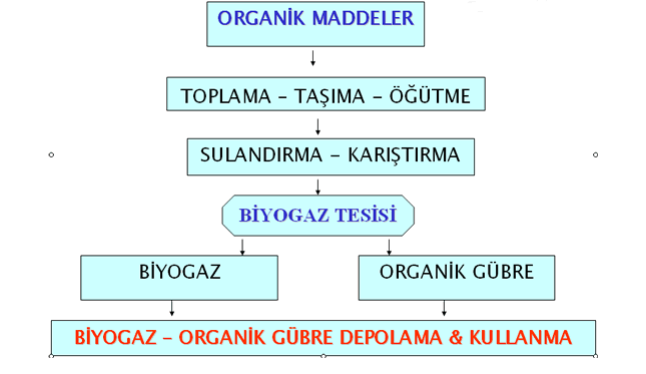 ORGANİK MADDELER
TOPLAMA – TAŞIMA – ÖĞÜTME
SULANDIRMA – KARIŞTIRMA
BİYOGAZ TESİSİ
BİYOGAZ
ORGANİK GÜBRE
BİYOGAZ – ORGANİK GÜBRE DEPOLAMA & KULLANMA